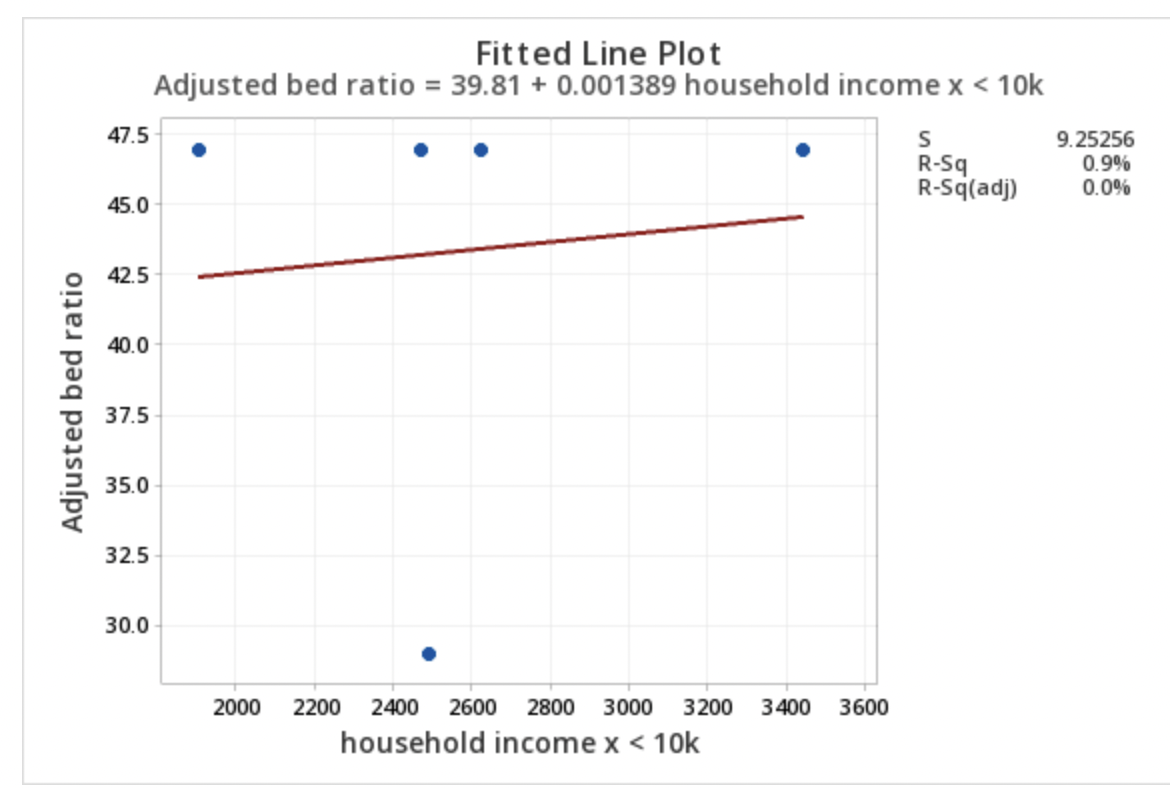 Fitted Line Plot
Adjusted bed ratio = 39.81 + 0.001389 household income x < 10k
S 9.25256
R-Sq 0.9%
R-Sq(adj) 0.0%
Adjusted bed ratio
47.5
45.0
42.5
40.0
37.5
35.0
32.5
30.0
2000 2200 2400 2600 2800 3000 3200 3400 3600
household income x < 10k